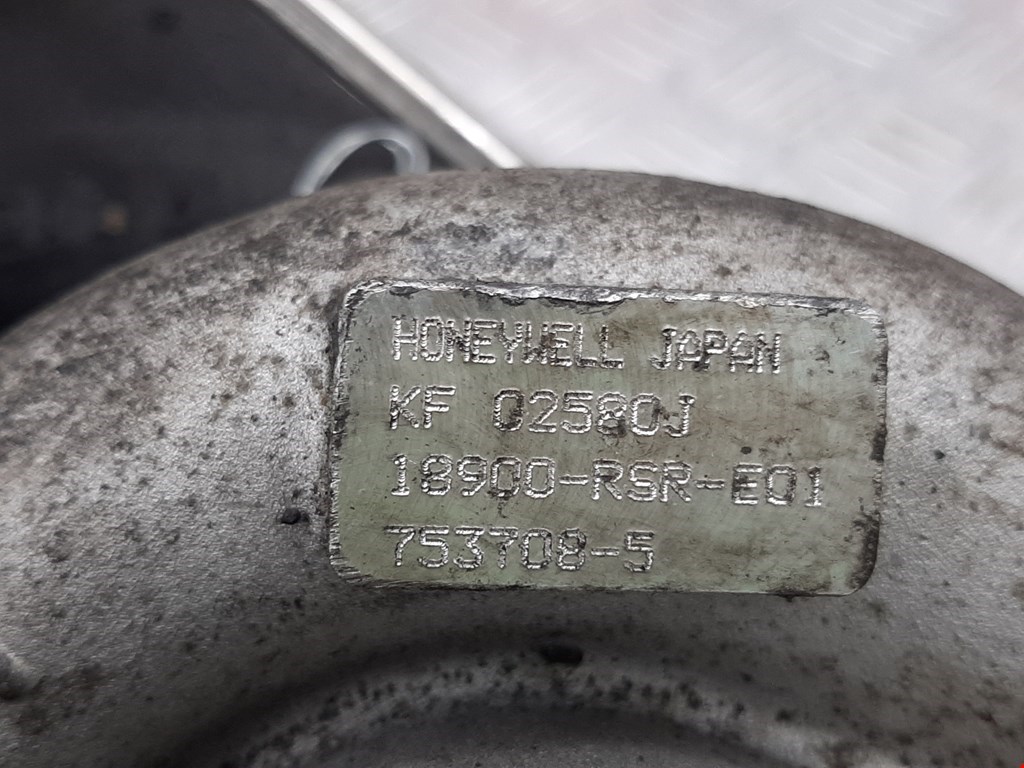 HONEYWELL JAPAN
KF 02580J
18900-RSR-E01
753708-5